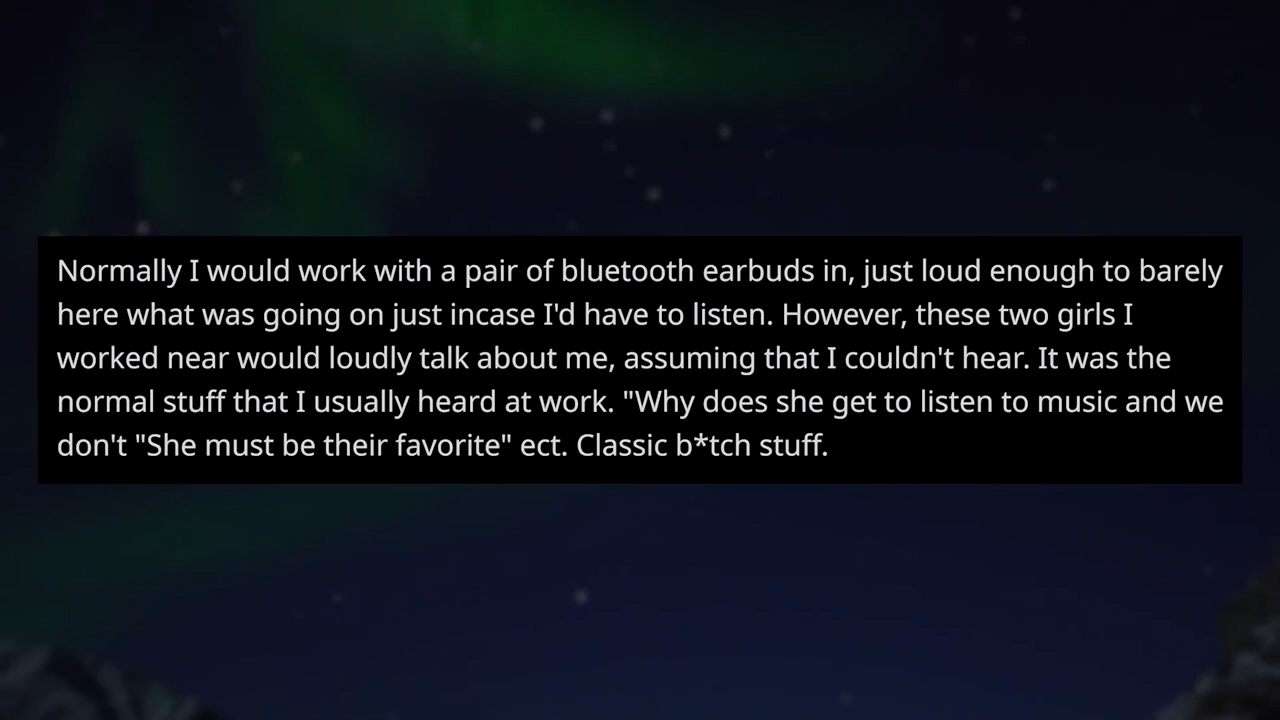 Normally I would work with a pair of bluetooth earbuds in, just loud enough to barely
here what was going on just incase I'd have to listen. However, these two girls I
worked near would loudly talk about me, assuming that I couldn't hear. It was the
normal stuff that I usually heard at work. "Why does she get to listen to music and we
don't "She must be their favorite" ect. Classic b*tch stuff.